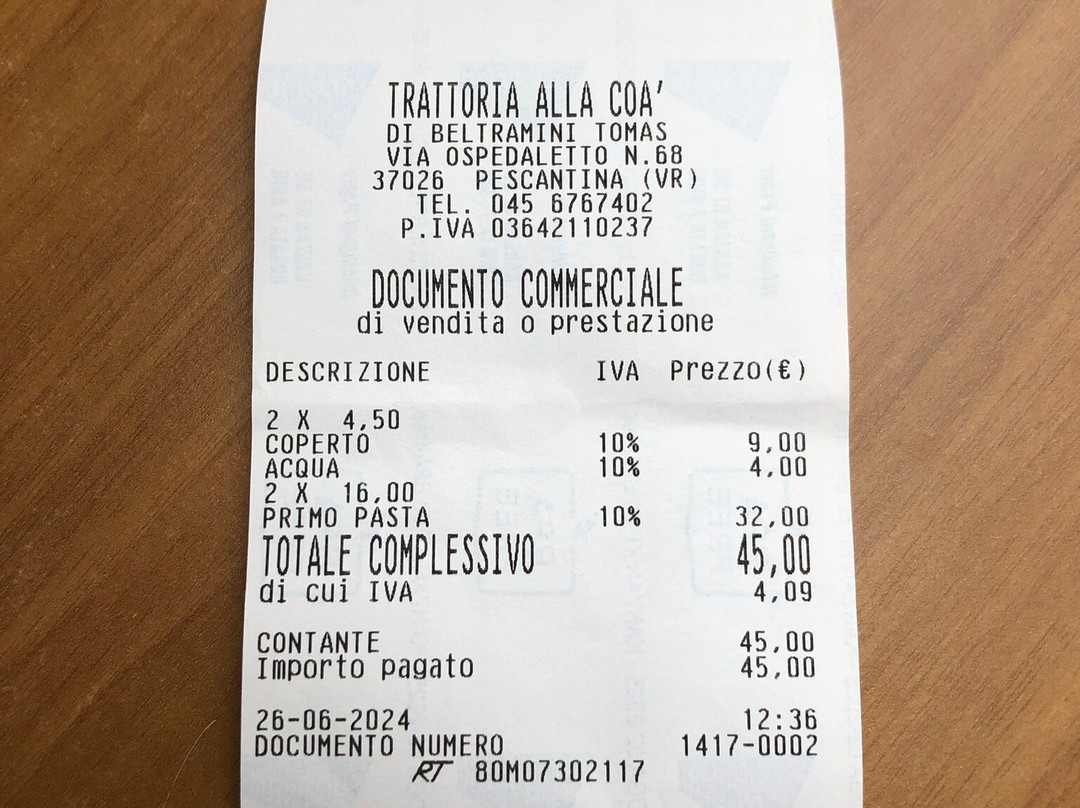 TRATTORIA ALLA COA'
DI BELTRAMINI TOMAS
VIA OSPEDALETTO N.68
37026 PESCANTINA (VR)
TEL. 045 6767402
P.IVA 03642110237
DOCUMENTO COMMERCIALE
di vendita o prestazione
DESCRIZIONE IVA Prezzo(€)
2 X 4,50
COPERTO 10% 9,00
ACQUA 10% 4,00
2 X 16,00
PRIMO PASTA 10% 32,00
TOTALE COMPLESSIVO 45,00
di cui IVA 4,09
CONTANTE 45,00
Importo pagato 45,00
26-06-2024 12:36
DOCUMENTO NUMERO 1417-0002
RT 80M07302117